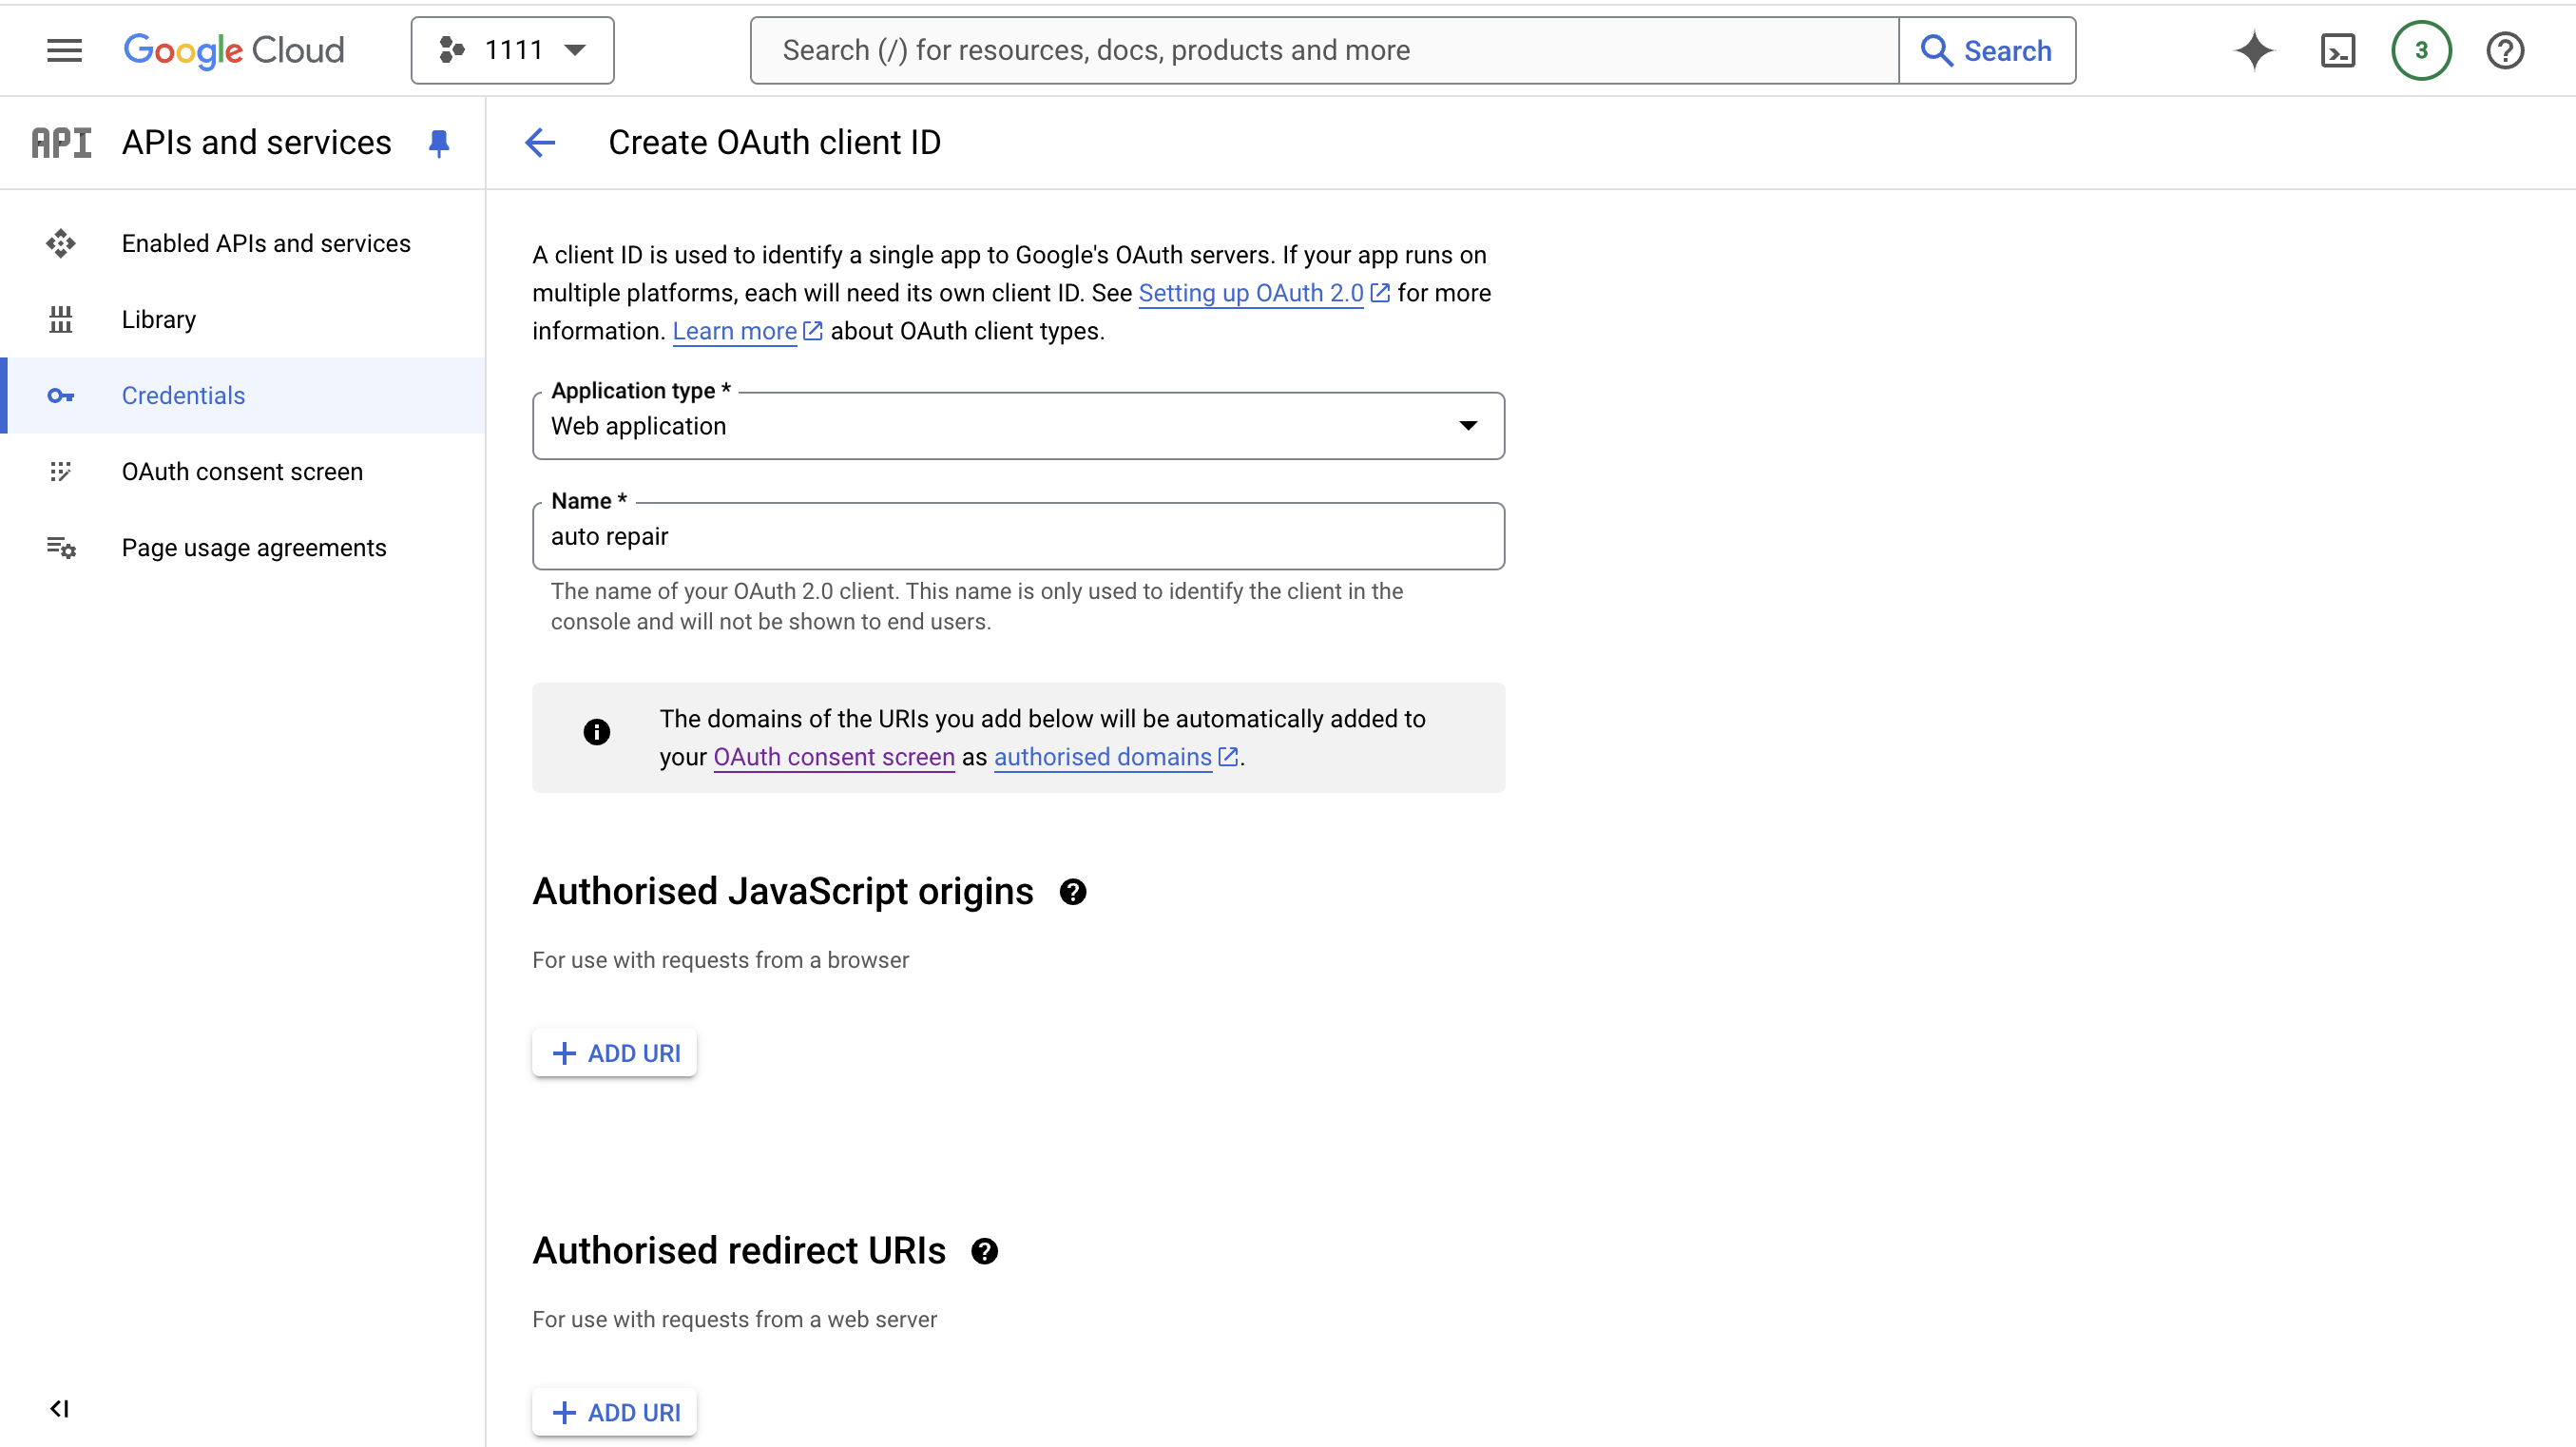 Google Cloud
1111
Search (/) for resources, docs, products and more
Search
3
API
APIs and services
Create OAuth client ID
Enabled APIs and services
Library
Credentials
OAuth consent screen
Page usage agreements
A client ID is used to identify a single app to Google's OAuth servers. If your app runs on
multiple platforms, each will need its own client ID. See Setting up OAuth 2.0 for more
information. Learn more about OAuth client types.
Application type *
Web application
Name *
auto repair
The name of your OAuth 2.0 client. This name is only used to identify the client in the
console and will not be shown to end users.
The domains of the URIs you add below will be automatically added to
your OAuth consent screen as authorised domains.
Authorised JavaScript origins
For use with requests from a browser
ADD URI
Authorised redirect URIs
For use with requests from a web server
ADD URI